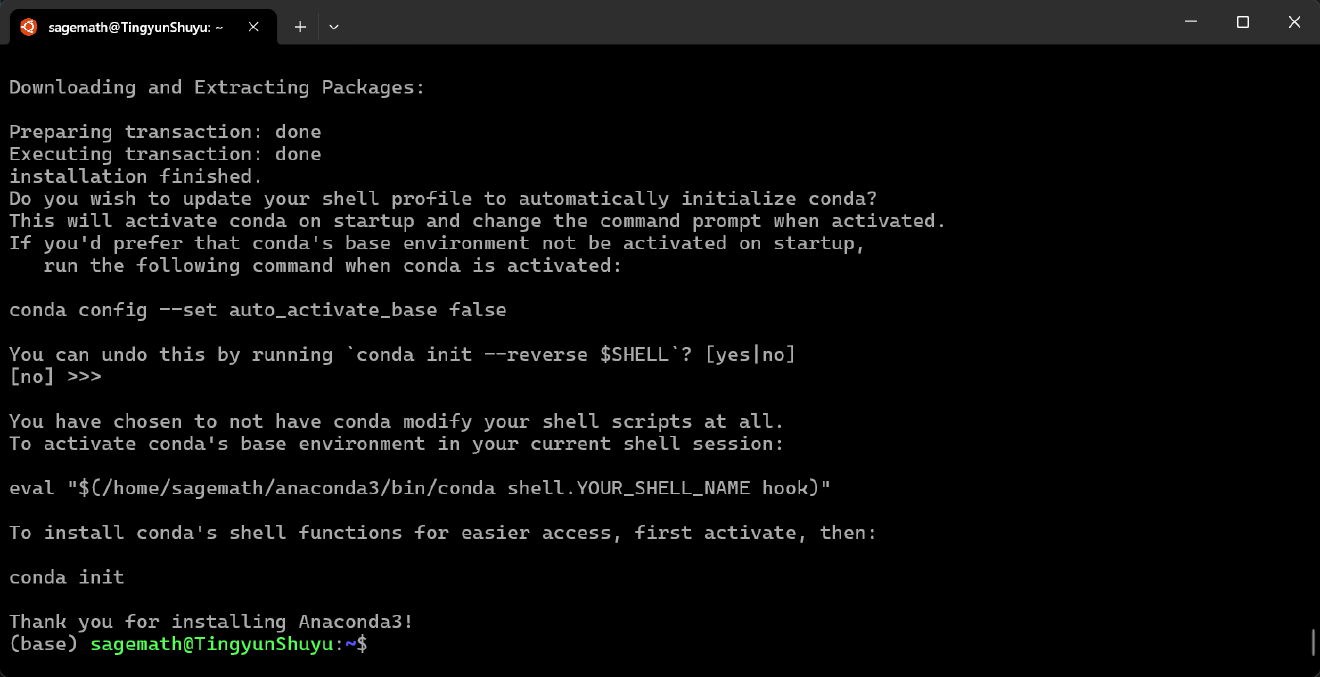 sagemath@TingyunShuyu: ~
Downloading and Extracting Packages:
Preparing transaction: done
Executing transaction: done
installation finished.
Do you wish to update your shell profile to automatically initialize conda?
This will activate conda on startup and change the command prompt when activated.
If you'd prefer that conda's base environment not be activated on startup,
   run the following command when conda is activated:
conda config --set auto_activate_base false
You can undo this by running `conda init --reverse $SHELL`? [yes|no]
[no] >>>
You have chosen to not have conda modify your shell scripts at all.
To activate conda's base environment in your current shell session:
eval "$(/home/sagemath/anaconda3/bin/conda shell.YOUR_SHELL_NAME hook)"
To install conda's shell functions for easier access, first activate, then:
conda init
Thank you for installing Anaconda3!
(base) sagemath@TingyunShuyu:~$